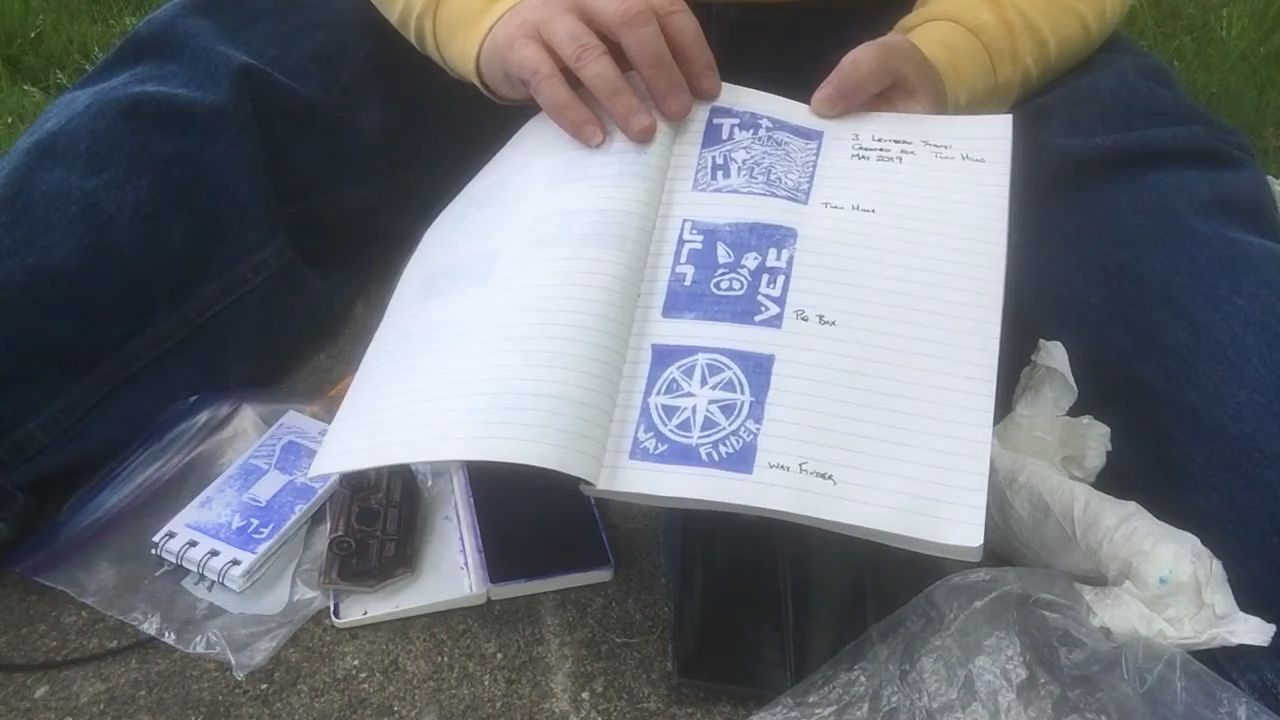 TWIN
HILLS
3 LETTERBOX STAMPS
MAY 2019
TWIN HILLS
PIG BOX
WAY FINDER
WAY FINDER
FLA